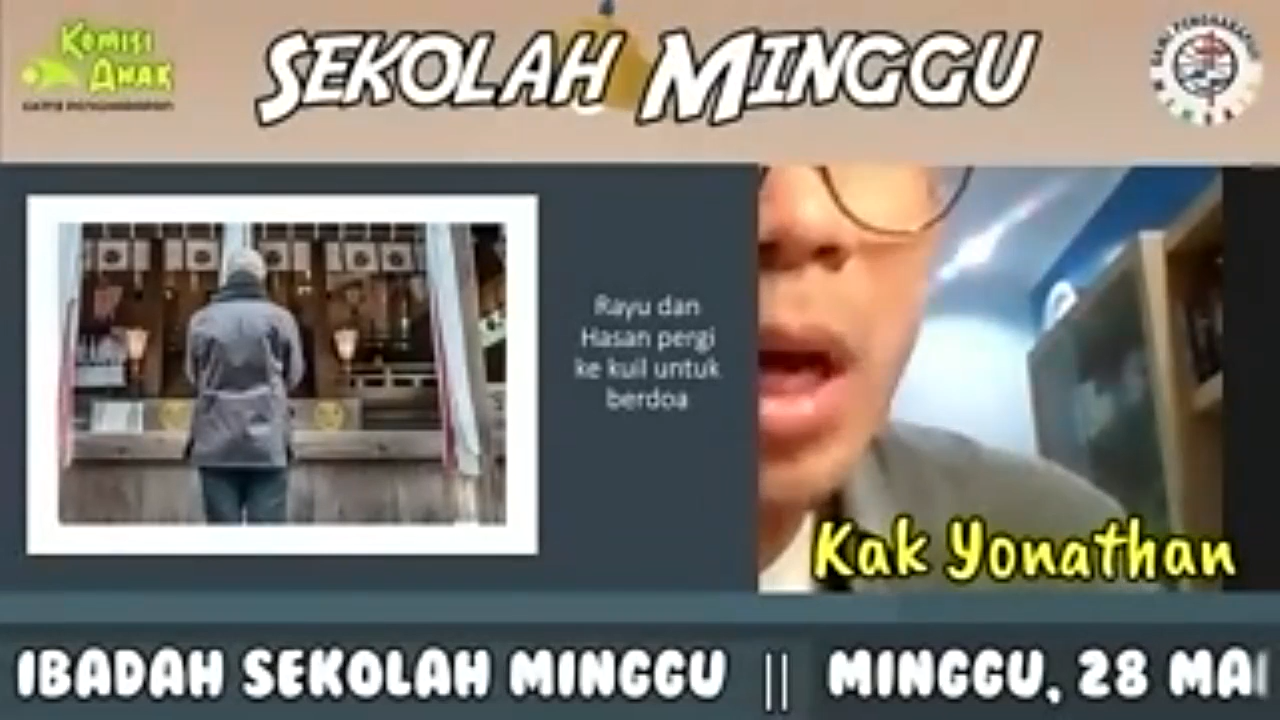 Komisi
Anak
SEKOLAH MINGGU
Rayu dan
Hasan pergi
ke kuil untuk
berdoa
Kak Yonathan
IBADAH SEKOLAH MINGGU || MINGGU, 28 MA